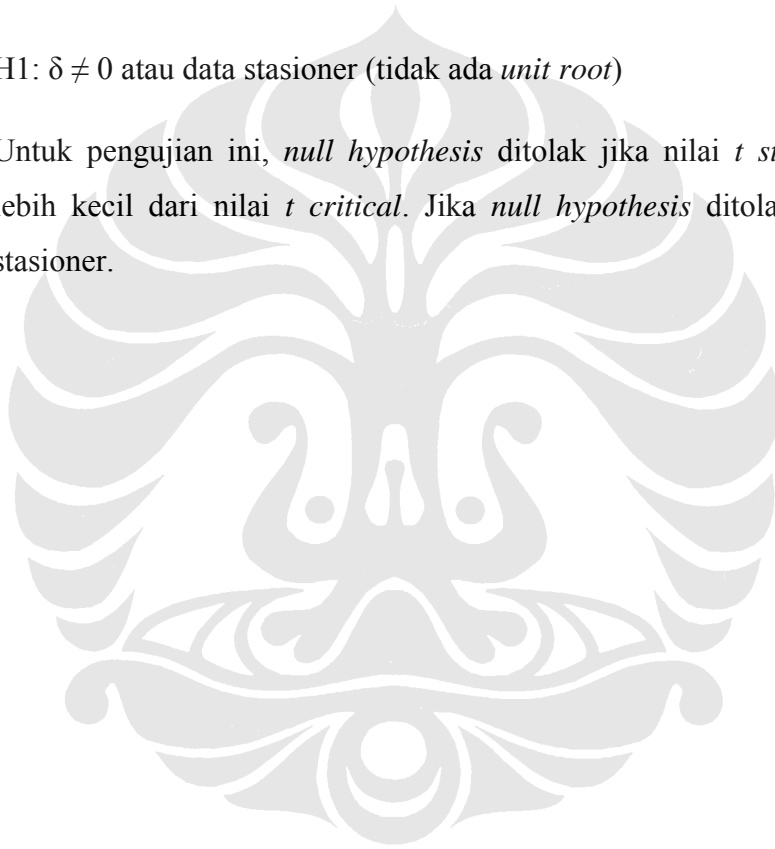 H1: δ ≠ 0 atau data stasioner (tidak ada unit root)
Untuk pengujian ini, null hypothesis ditolak jika nilai t
lebih kecil dari nilai t critical. Jika null hypothesis
stasioner.